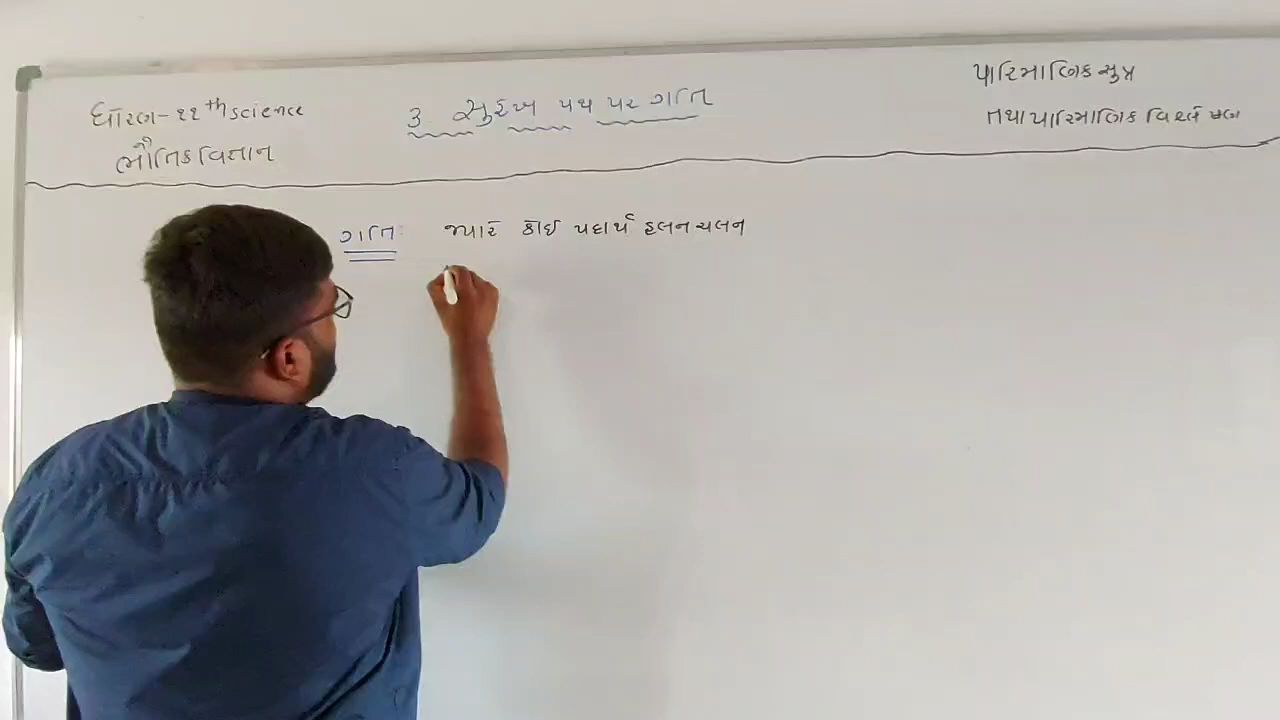 ધોરણ-૧૧ th science
ભૌતિકવિજ્ઞાન
3. સુરેખ પથ પર ગતિ
પારિમાણિક સુત્ર
તથા પારિમાણિક વિશ્લેષણ
ગતિ: જ્યારે કોઈ પદાર્થ હલનચલન